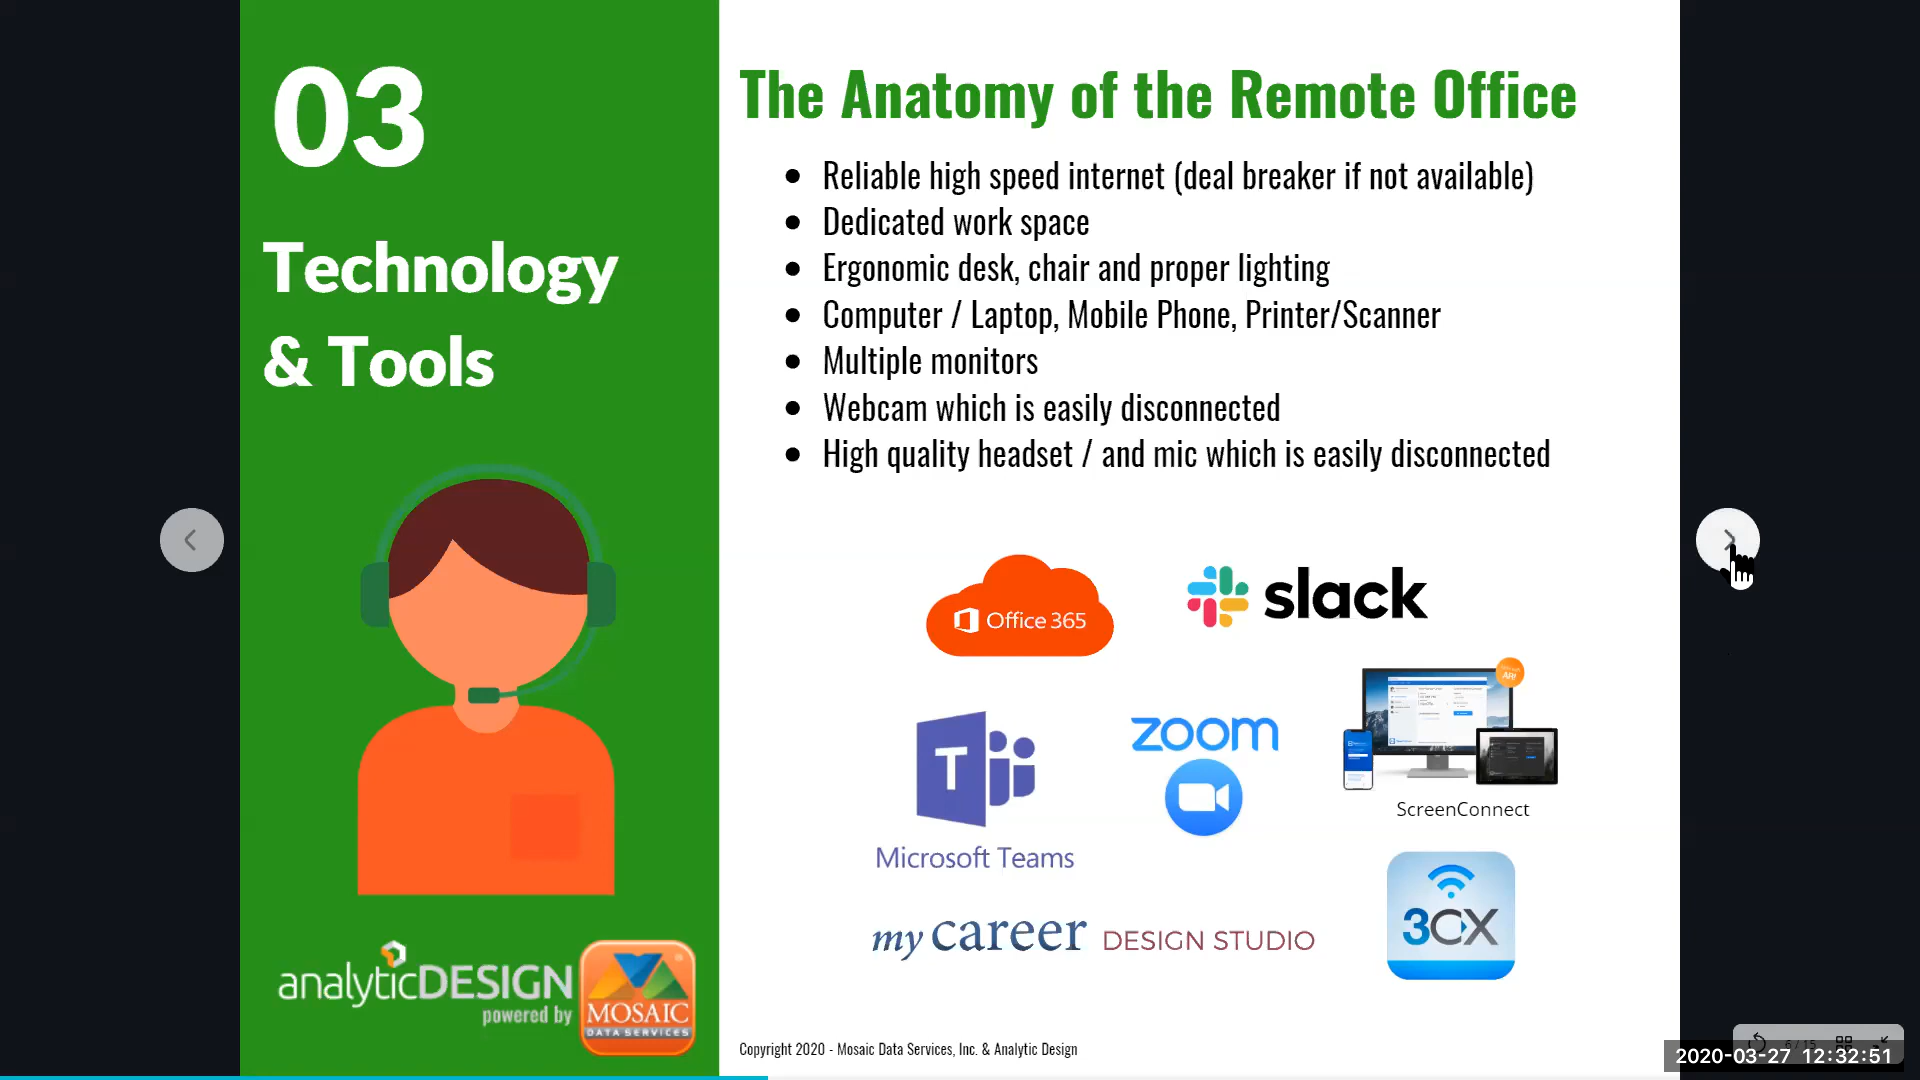 03
Technology
& Tools
analyticDESIGN
powered by
MOSAIC
DATA SERVICES
The Anatomy of the Remote Office
Reliable high speed internet (deal breaker if not available)
Dedicated work space
Ergonomic desk, chair and proper lighting
Computer / Laptop, Mobile Phone, Printer/Scanner
Multiple monitors
Webcam which is easily disconnected
High quality headset / and mic which is easily disconnected
Office 365
slack
Microsoft Teams
zoom
ScreenConnect
my career DESIGN STUDIO
3CX
Copyright 2020 - Mosaic Data Services, Inc. & Analytic Design
6 / 15
2020-03-27 12:32:51